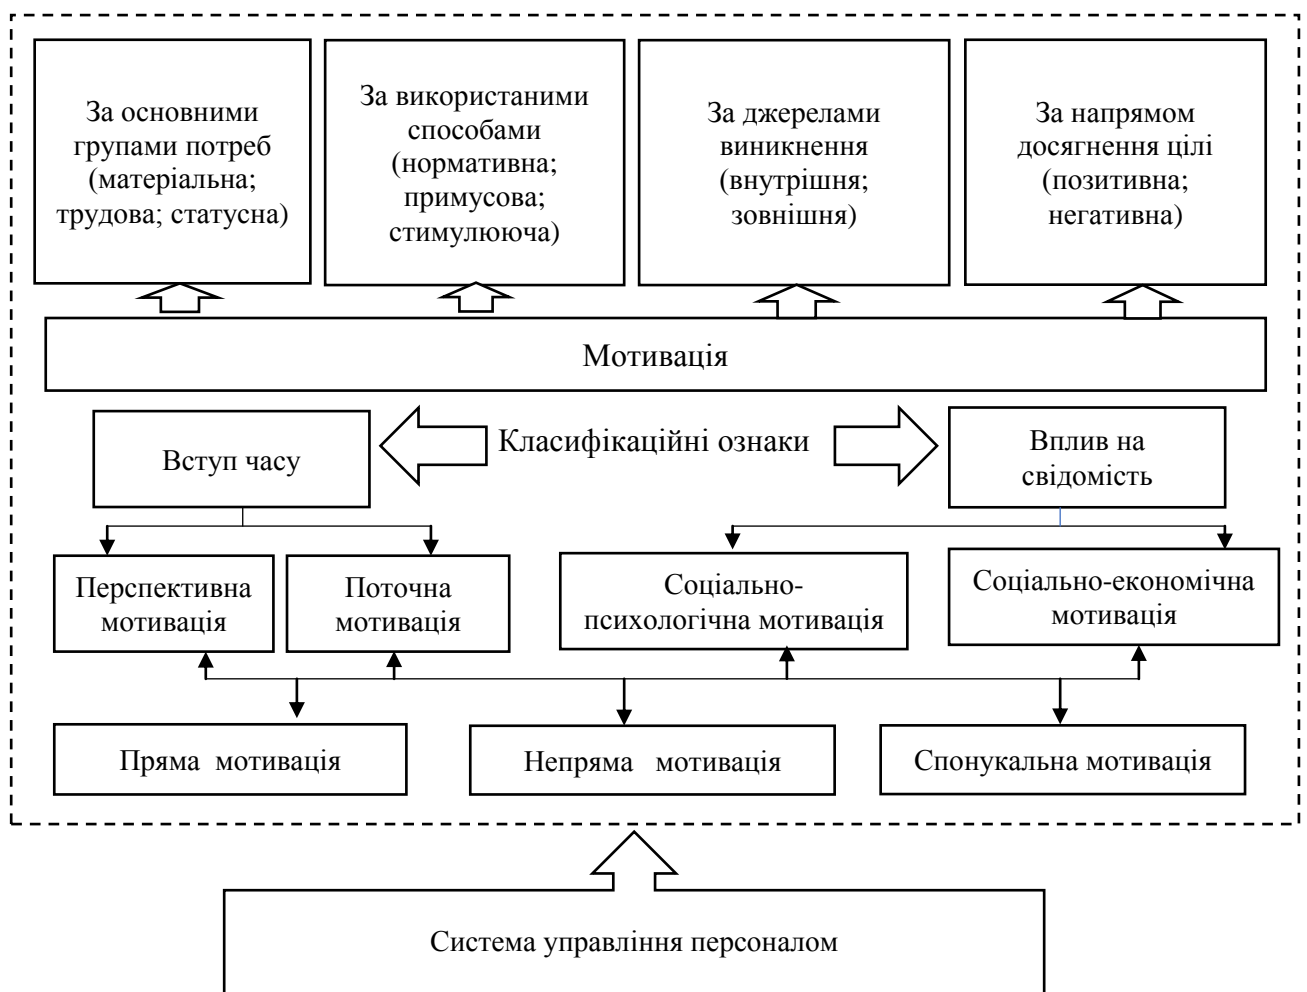 За основними
групами потреб
(матеріальна;
трудова; статусна)
За використаними
способами
(нормативна;
примусова;
стимулююча)
За джерелами
виникнення
(внутрішня;
зовнішня)
За напрямом
досягнення цілі
(позитивна;
негативна)
Мотивація
Класифікаційні ознаки
Вступ часу
Вплив на
свідомість
Перспективна
мотивація
Поточна
мотивація
Соціально-
психологічна мотивація
Соціально-економічна
мотивація
Пряма мотивація
Непряма мотивація
Спонукальна мотивація
Система управління персоналом